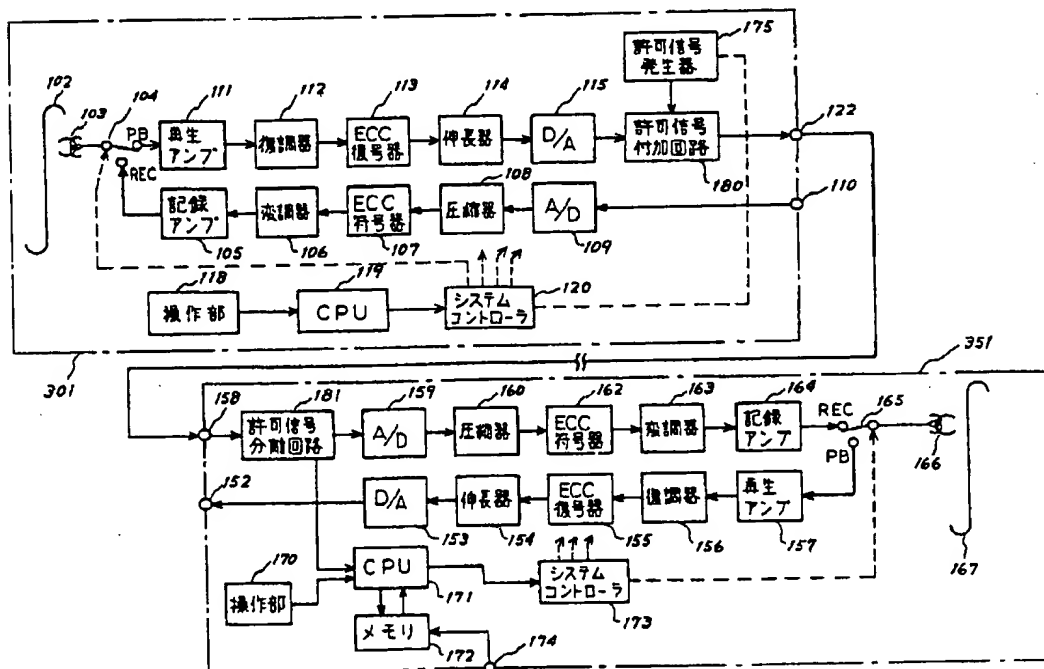 175
許可信号
発生器
102
103
104
111
112
113
114
115
122
PB
再生
アンプ
復調器
ECC
復号器
伸長器
D/A
許可信号
付加回路
REC
108
180
110
記録
アンプ
変調器
ECC
符号器
圧縮器
A/D
105
106
107
109
118
119
120
操作部
CPU
システム
コントローラ
301
351
158
181
159
160
162
163
164
許可信号
分離回路
A/D
圧縮器
ECC
符号器
変調器
記録
アンプ
REC
165
PB
166
152
D/A
伸長器
ECC
復号器
復調器
再生
アンプ
153
154
155
156
157
167
170
操作部
CPU
171
システム
コントローラ
173
メモリ
172
174